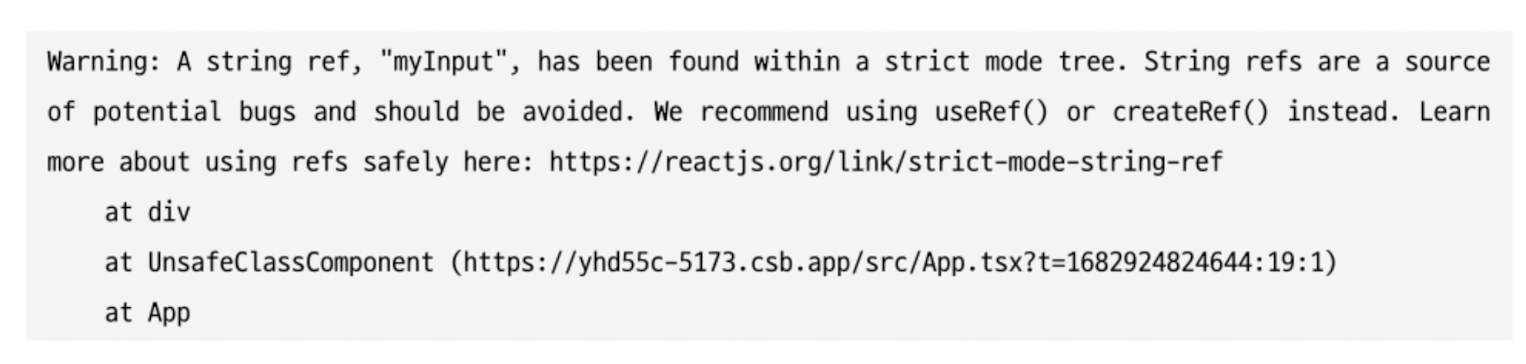 Warning: A string ref, "myInput", has been found within a strict mode tree. String refs are a source
of potential bugs and should be avoided. We recommend using useRef() or createRef() instead. Learn
more about using refs safely here: https://reactjs.org/link/strict-mode-string-ref
    at div
    at UnsafeClassComponent (https://yhd55c-5173.csb.app/src/App.tsx?t=1682924824644:19:1)
    at App